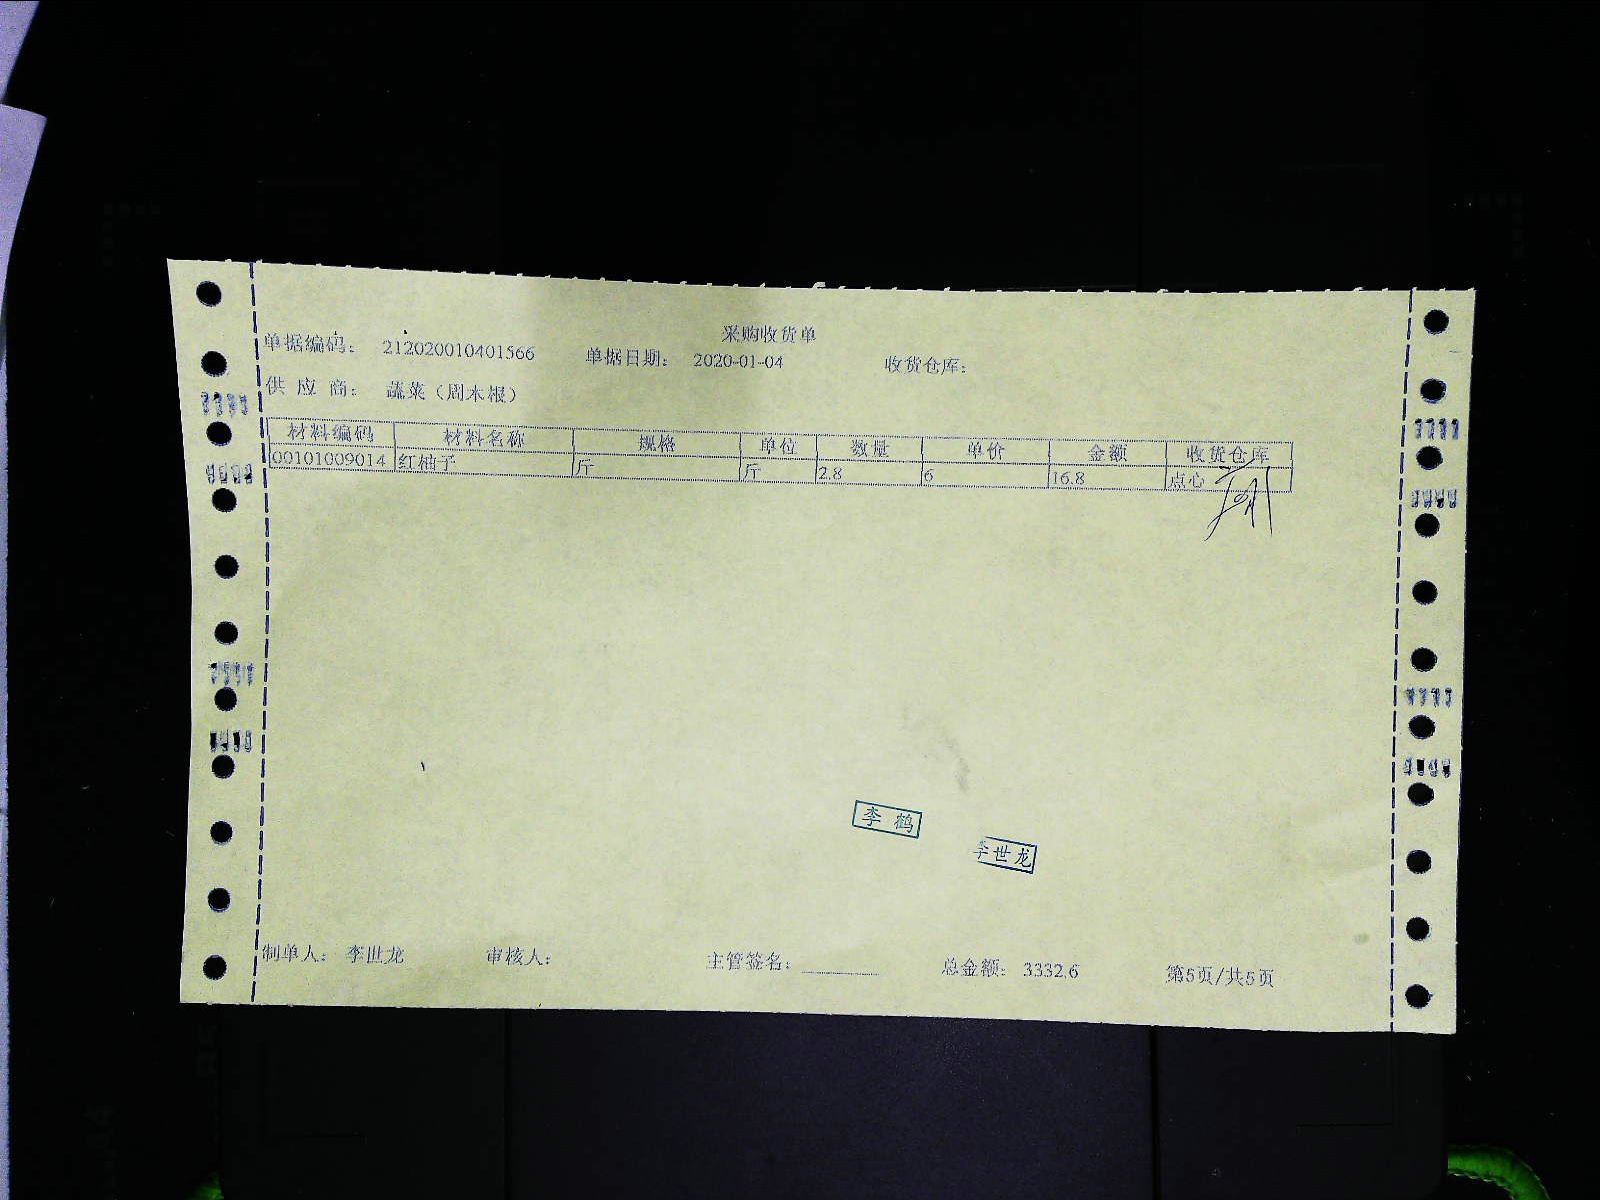 采购收货单
单据编码: 212020010401566 单据日期: 2020-01-04 收货仓库:
供 应 商: 蔬菜（周木根）
材料编码 材料名称 规格 单位 数量 单价 金额 收货仓库
00101009014 红柚子 斤 斤 2.8 6 16.8 点心
李 鹤
李世龙
制单人: 李世龙 审核人: 主管签名: 总金额: 3332.6 第5页/共5页